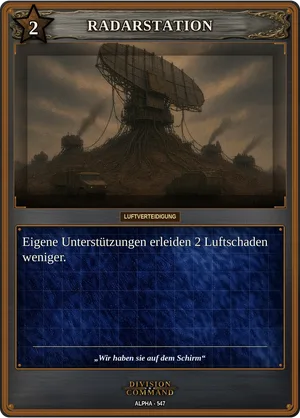 2
RADARSTATION
LUFTVERTEIDIGUNG
Eigene Unterstützungen erleiden 2 Luftschaden
weniger.
„Wir haben sie auf dem Schirm“
DIVISION
COMMAND
ALPHA - 547